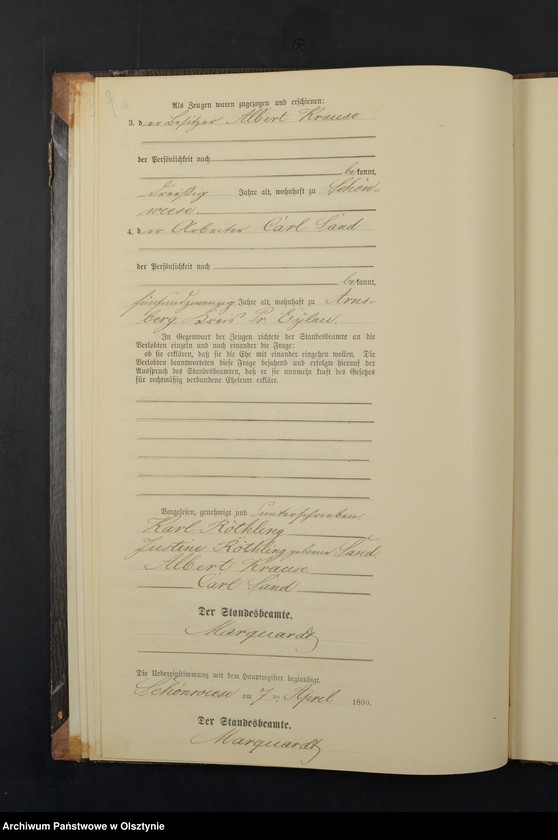 Als Zeugen waren zugezogen und erschienen:
3. der Besitzer Albert Krause
der Persönlichkeit nach
bekannt,
dreißig Jahre alt, wohnhaft zu Schön-
wiese
4. der Arbeiter Carl Sand
der Persönlichkeit nach
bekannt,
fünfundzwanzig Jahre alt, wohnhaft zu Arns-
berg Kreis Pr. Eylau.
In Gegenwart der Zeugen richtete der Standesbeamte an die
Verlobten einzeln und nach einander die Frage:
ob sie erklären, daß sie die Ehe mit einander eingehen wollen. Die
Verlobten beantworteten diese Frage bejahend und erfolgte hierauf der
Ausspruch des Standesbeamten, daß er sie nunmehr kraft des Gesetzes
für rechtmäßig verbundene Eheleute erkläre.
Vorgelesen, genehmigt und unterschrieben
Karl Röthling
Justine Röthling geborene Sand
Albert Krause
Carl Sand
Der Standesbeamte.
Marquardt
Die Uebereinstimmung mit dem Hauptregister beglaubigt.
Schönwiese am 7 ten April 1890.
Der Standesbeamte.
Marquardt
Archiwum Państwowe w Olsztynie